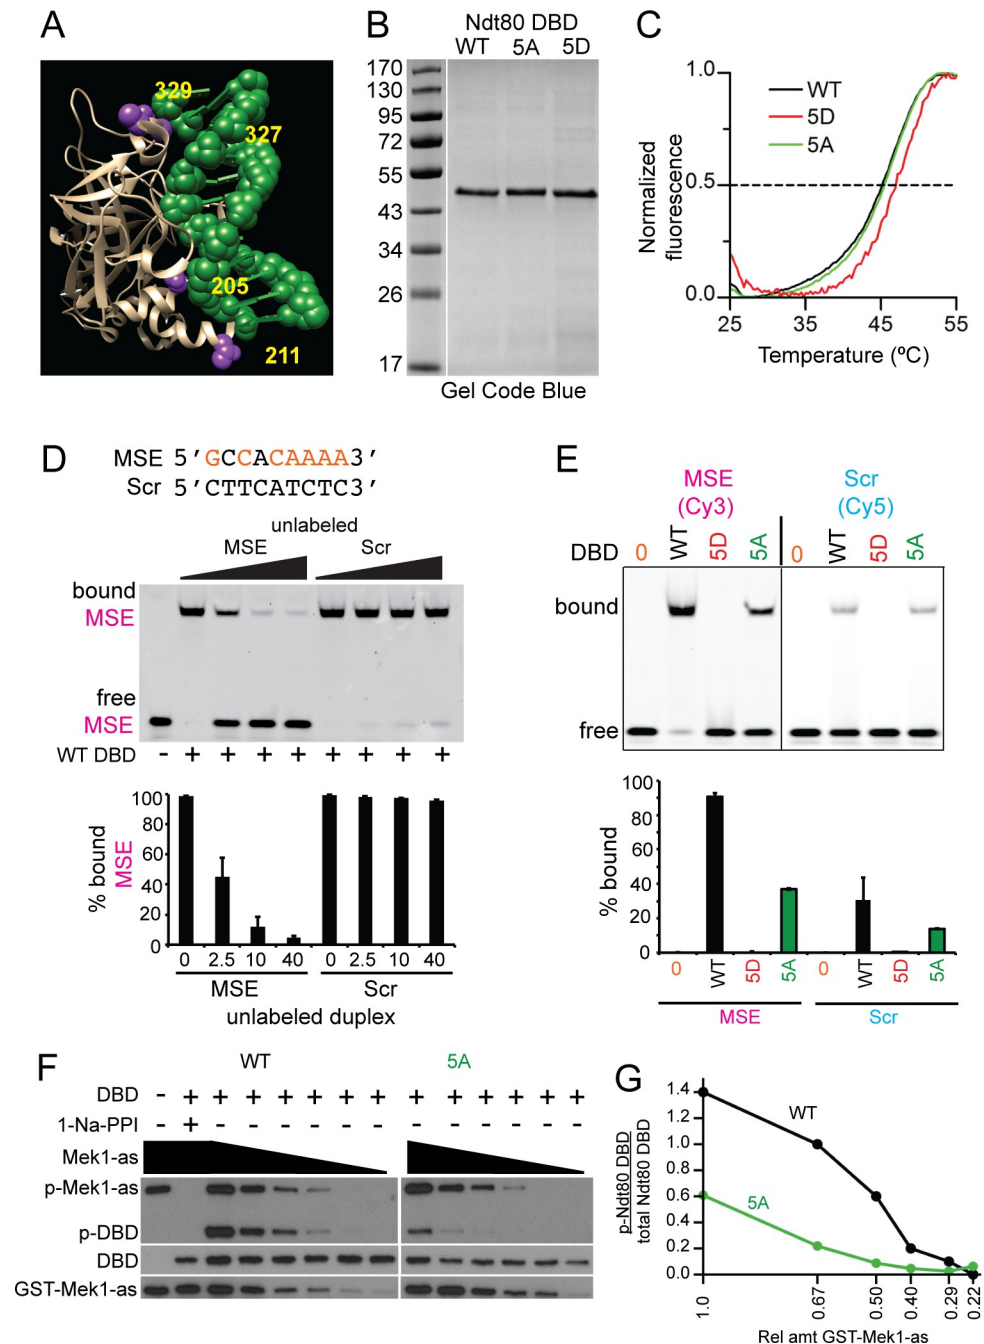 A
329
327
205
211
B
Ndt80 DBD
WT 5A 5D
170
130
95
72
55
43
34
26
17
Gel Code Blue
C
Normalized
fluorescence
1.0
0.5
0.0
WT
5D
5A
25 35 45 55
Temperature (ºC)
D
MSE 5’GCCACAAAA3’
Scr 5’CTTCATCTC3’
unlabeled
MSE Scr
bound
MSE
free
MSE
WT DBD - + + + + + + + +
% bound
MSE
100
80
60
40
20
0
0 2.5 10 40 0 2.5 10 40
MSE Scr
unlabeled duplex
E
MSE
(Cy3)
Scr
(Cy5)
DBD 0 WT 5D 5A 0 WT 5D 5A
bound
free
% bound
100
80
60
40
20
0
0 WT 5D 5A 0 WT 5D 5A
MSE Scr
F
WT 5A
DBD - + + + + + + + + + + +
1-Na-PPI - + - - - - - - - - - -
Mek1-as
p-Mek1-as
p-DBD
DBD
GST-Mek1-as
G
p-Ndt80 DBD
total Ndt80 DBD
1.4
1.2
1.0
0.8
0.6
0.4
0.2
0.0
WT
5A
1.0 0.67 0.50 0.40 0.29 0.22
Rel amt GST-Mek1-as